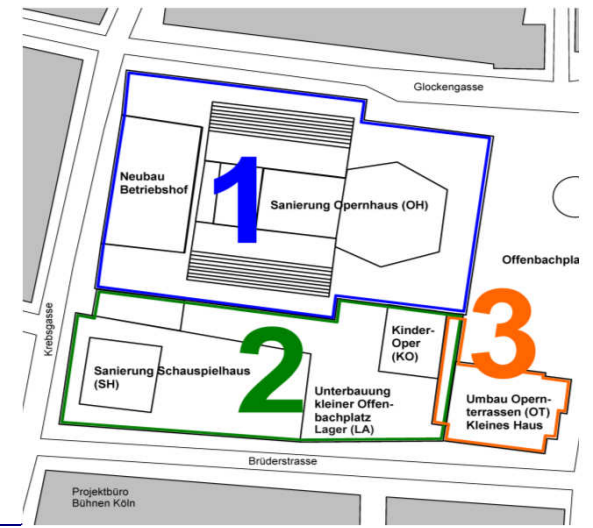 Glockengasse
Neubau
Betriebshof
1
Sanierung Opernhaus (OH)
Offenbachpla
Krebsgasse
Kinder-
Oper
(KO)
3
2
Sanierung Schauspielhaus
(SH)
Unterbauung
kleiner Offen-
bachplatz
Lager (LA)
Umbau Opern-
terrassen (OT)
Kleines Haus
Brüderstrasse
Projektbüro
Bühnen Köln